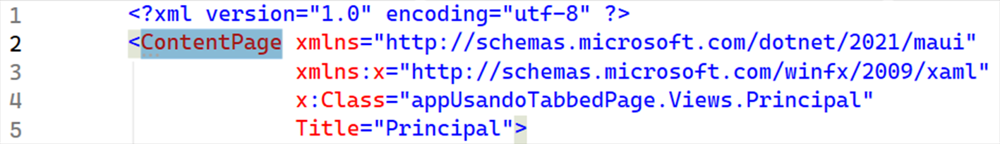 1 <?xml version="1.0" encoding="utf-8" ?>
2 <ContentPage xmlns="http://schemas.microsoft.com/dotnet/2021/maui"
3 xmlns:x="http://schemas.microsoft.com/winfx/2009/xaml"
4 x:Class="appUsandoTabbedPage.Views.Principal"
5 Title="Principal">